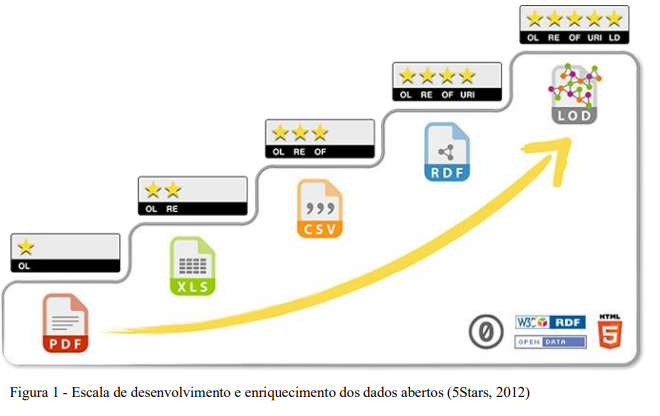 OL RE OF URI LD
OL RE OF URI
LOD
OL RE OF
RDF
OL RE
CSV
OL
XLS
PDF
0
W3C RDF
OPEN DATA
HTML
5
Figura 1 - Escala de desenvolvimento e enriquecimento dos dados abertos (5Stars, 2012)